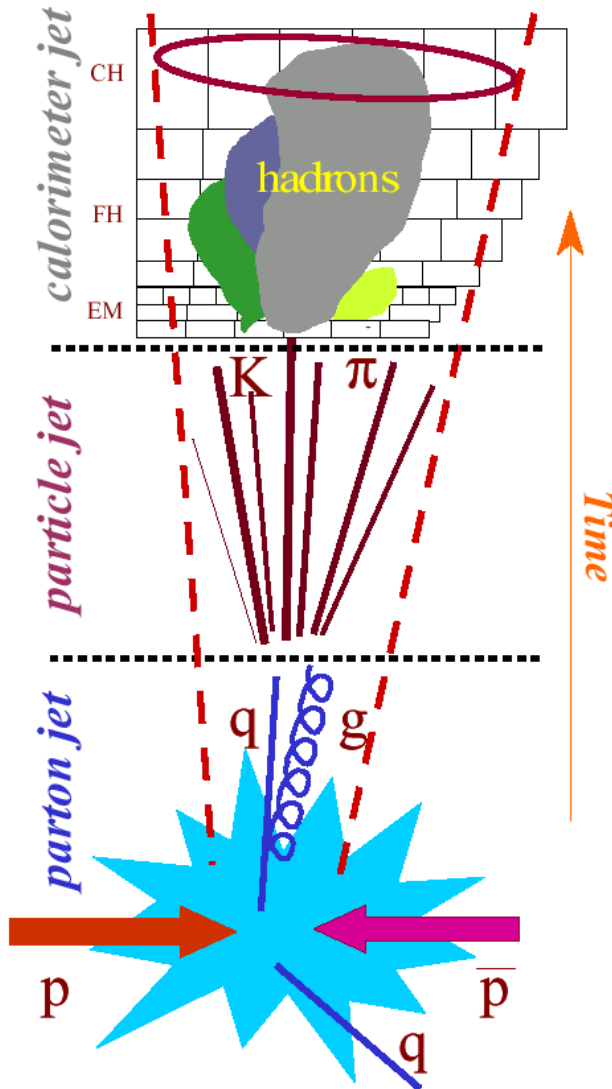 calorimeter jet
CH
hadrons
FH
EM
K π
particle jet
Time
q g
parton jet
p p̅
q